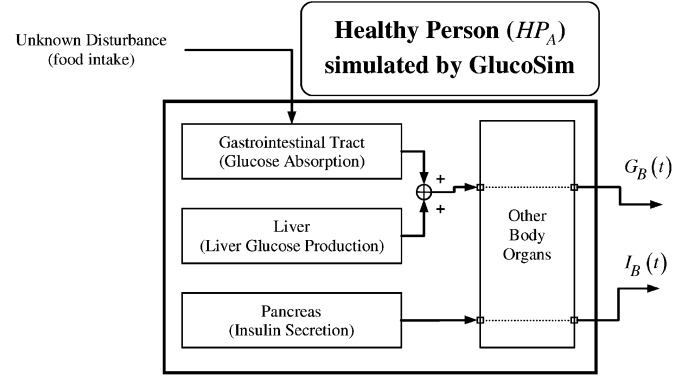 Healthy Person (HP_A)
simulated by GlucoSim
Unknown Disturbance
(food intake)
Gastrointestinal Tract
(Glucose Absorption)
+
+
Liver
(Liver Glucose Production)
Pancreas
(Insulin Secretion)
Other
Body
Organs
G_B(t)
I_B(t)